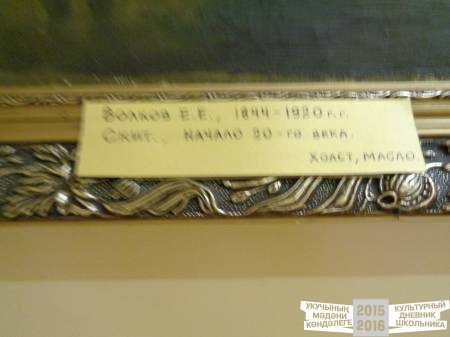 Волков Е.Е., 1844-1920 г.г.
Скит. Начало 20-го века.
Холст, масло.
УКУЧЫНЫҢ
МӘДӘНИ
КӨНДӘЛЕГЕ
2015
2016
КУЛЬТУРНЫЙ
ДНЕВНИК
ШКОЛЬНИКА